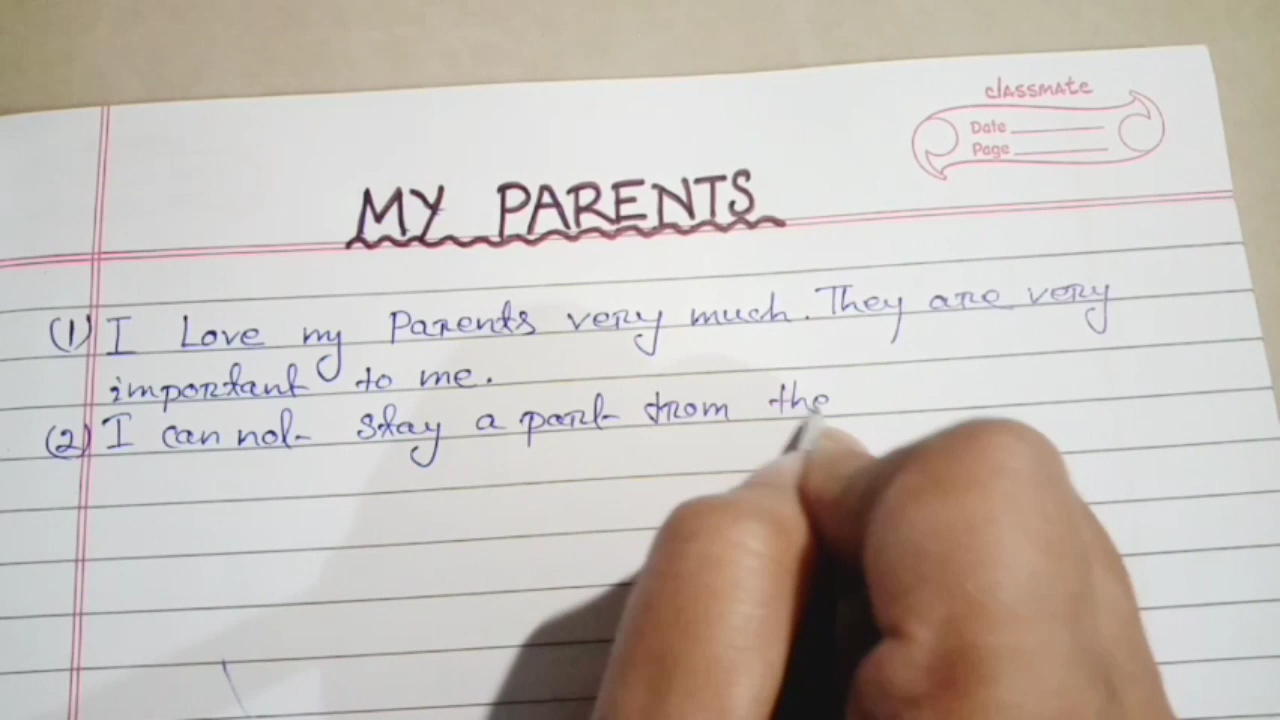 classmate
Date
Page
MY PARENTS
(1) I Love my Parents very much. They are very
important to me.
(2) I can not stay a part from the